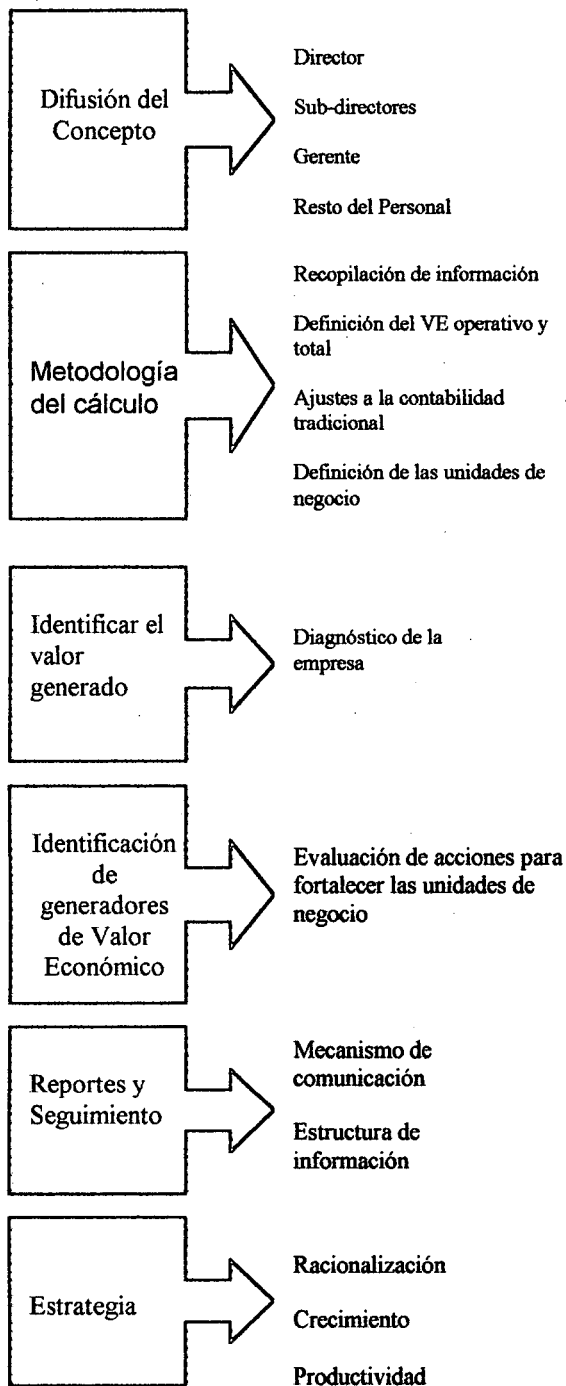 Difusión del
Concepto
Director
Sub-directores
Gerente
Resto del Personal
Metodología
del cálculo
Recopilación de información
Definición del VE operativo y
total
Ajustes a la contabilidad
tradicional
Definición de las unidades de
negocio
Identificar el
valor
generado
Diagnóstico de la
empresa
Identificación
de
generadores
de Valor
Económico
Evaluación de acciones para
fortalecer las unidades de
negocio
Reportes y
Seguimiento
Mecanismo de
comunicación
Estructura de
información
Estrategia
Racionalización
Crecimiento
Productividad